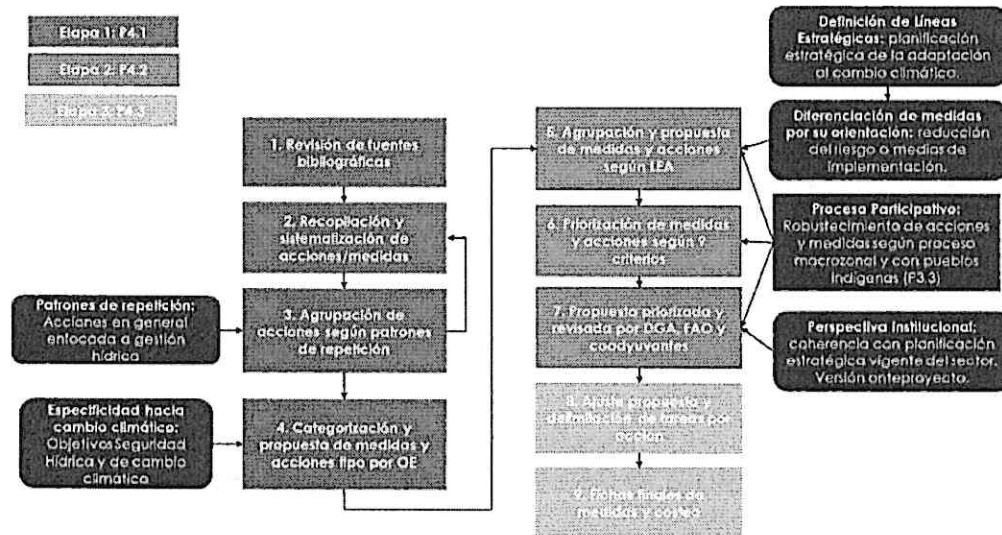 Etapa 1: P4.1
Etapa 2: P4.2
Etapa 3: P4.3
1. Revisión de fuentes
bibliográficas
2. Recopilación y
sistematización de
acciones/medidas
Patrones de repetición:
Acciones en general
enfocada a gestión
hídrica
3. Agrupación de
acciones según patrones
de repetición
Especificidad hacia
cambio climático:
Objetivos Seguridad
Hídrica y de cambio
climático
4. Categorización y
propuesta de medidas y
acciones tipo por OE
Definición de Líneas
Estratégicas: planificación
estratégica de la adaptación
al cambio climático.
Diferenciación de medidas
por su orientación: reducción
del riesgo o medios de
implementación.
5. Agrupación y propuesta
de medidas y acciones
según LEA
Proceso Participativo:
Robustecimiento de acciones
y medidas según proceso
macrozonal y con pueblos
indígenas (P3.3)
6. Priorización de medidas
y acciones según 9
criterios
7. Propuesta priorizada y
revisada por DGA, FAO y
coadyuvantes
Perspectiva Institucional:
coherencia con planificación
estratégica vigente del sector.
Versión anteproyecto.
8. Ajuste propuesta y
delimitación de tareas por
acción
9. Fichas finales de
medidas y costeo